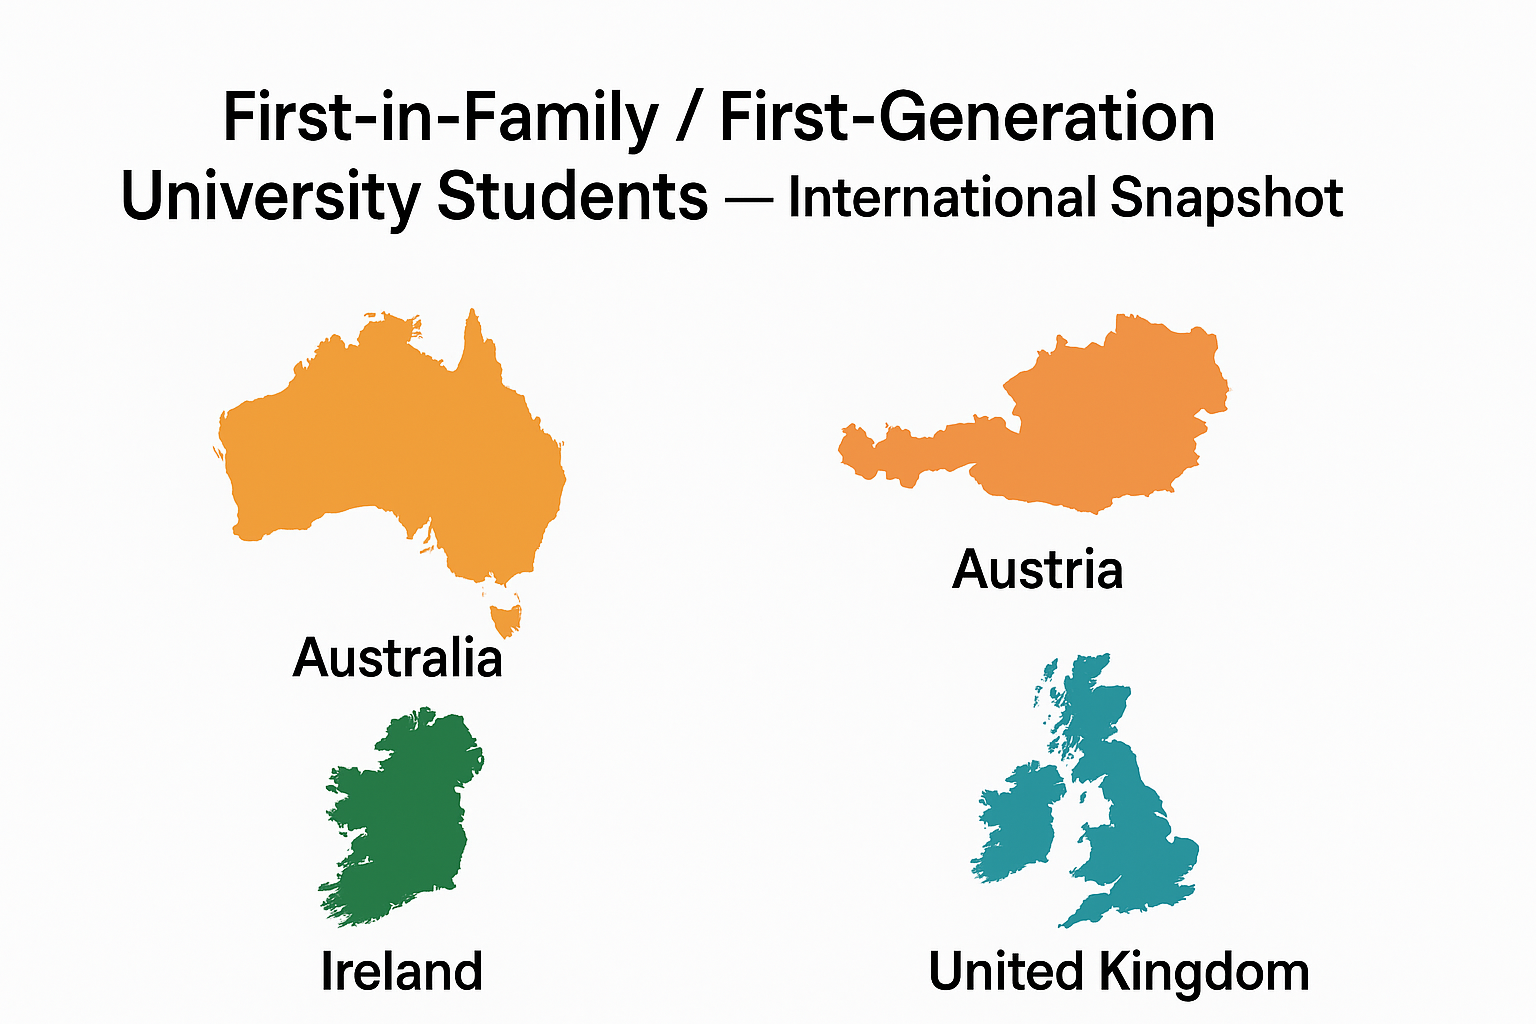 First-in-Family / First-Generation
University Students — International Snapshot
Australia
Austria
Ireland
United Kingdom